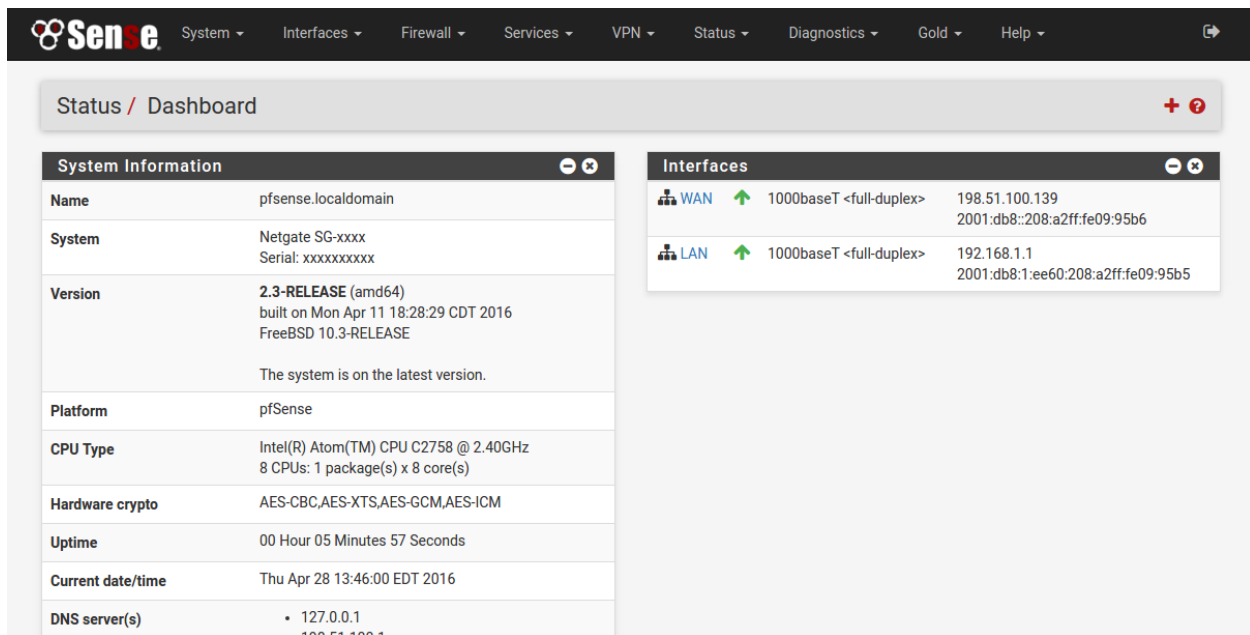 Sense
System Interfaces Firewall Services VPN Status Diagnostics Gold Help
Status / Dashboard
System Information
Name pfsense.localdomain
System Netgate SG-xxxx
Serial: xxxxxxxxxx
Version 2.3-RELEASE (amd64)
built on Mon Apr 11 18:28:29 CDT 2016
FreeBSD 10.3-RELEASE
The system is on the latest version.
Platform pfSense
CPU Type Intel(R) Atom(TM) CPU C2758 @ 2.40GHz
8 CPUs: 1 package(s) x 8 core(s)
Hardware crypto AES-CBC,AES-XTS,AES-GCM,AES-ICM
Uptime 00 Hour 05 Minutes 57 Seconds
Current date/time Thu Apr 28 13:46:00 EDT 2016
DNS server(s) • 127.0.0.1
Interfaces
WAN 1000baseT <full-duplex> 198.51.100.139
2001:db8::208:a2ff:fe09:95b6
LAN 1000baseT <full-duplex> 192.168.1.1
2001:db8:1:ee60:208:a2ff:fe09:95b5